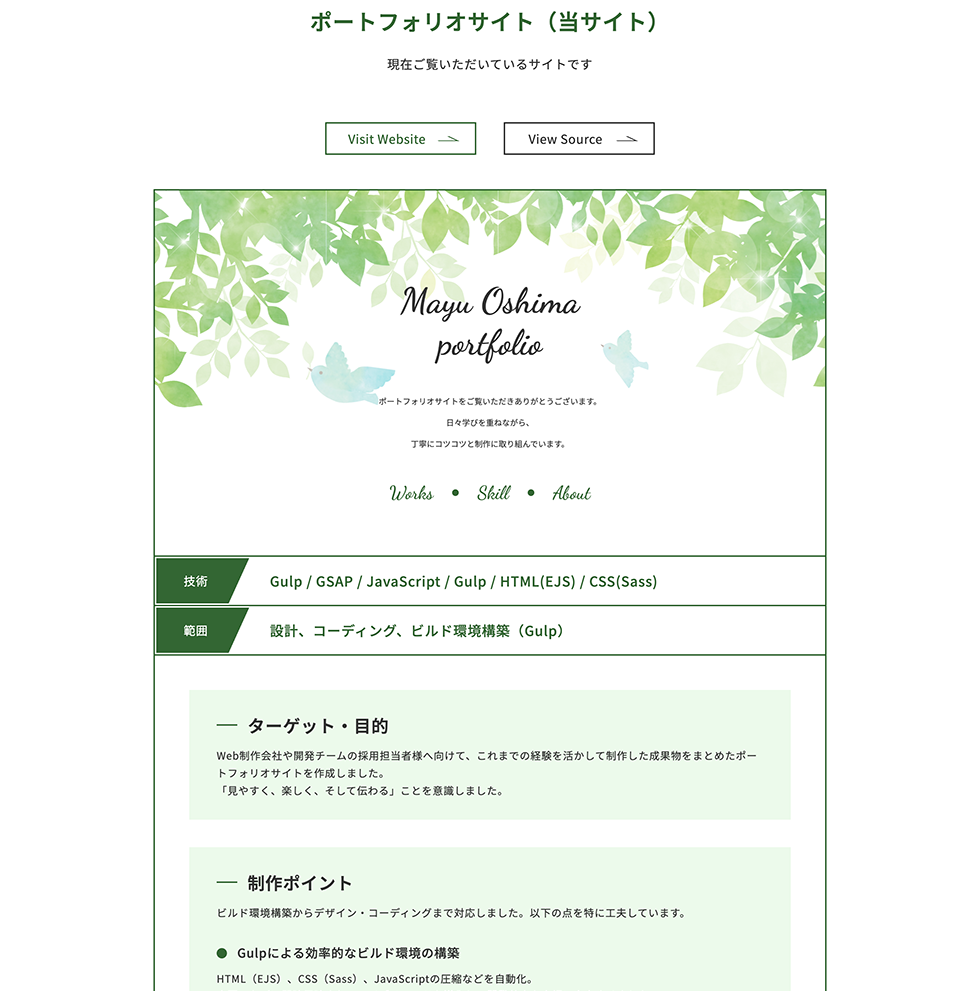 ポートフォリオサイト（当サイト）
現在ご覧いただいているサイトです
Visit Website
View Source
Mayu Oshima
portfolio
ポートフォリオサイトをご覧いただきありがとうございます。
日々学びを重ねながら、
丁寧にコツコツと制作に取り組んでいます。
Works ● Skill ● About
技術
Gulp / GSAP / JavaScript / Gulp / HTML(EJS) / CSS(Sass)
範囲
設計、コーディング、ビルド環境構築（Gulp）
ターゲット・目的
Web制作会社や開発チームの採用担当者様へ向けて、これまでの経験を活かして制作した成果物をまとめたポー
トフォリオサイトを作成しました。
「見やすく、楽しく、そして伝わる」ことを意識しました。
制作ポイント
ビルド環境構築からデザイン・コーディングまで対応しました。以下の点を特に工夫しています。
Gulpによる効率的なビルド環境の構築
HTML（EJS）、CSS（Sass）、JavaScriptの圧縮などを自動化。